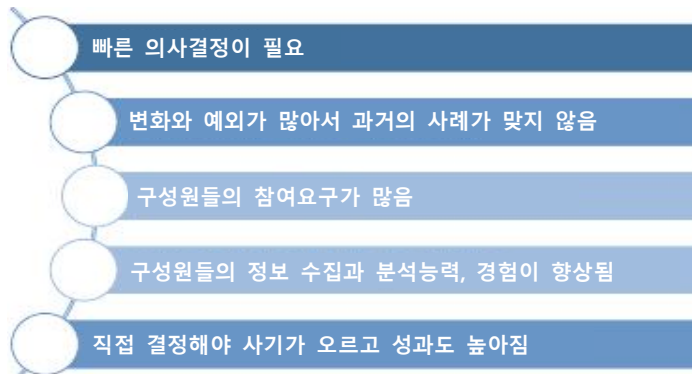 빠른 의사결정이 필요
변화와 예외가 많아서 과거의 사례가 맞지 않음
구성원들의 참여요구가 많음
구성원들의 정보 수집과 분석능력, 경험이 향상됨
직접 결정해야 사기가 오르고 성과도 높아짐